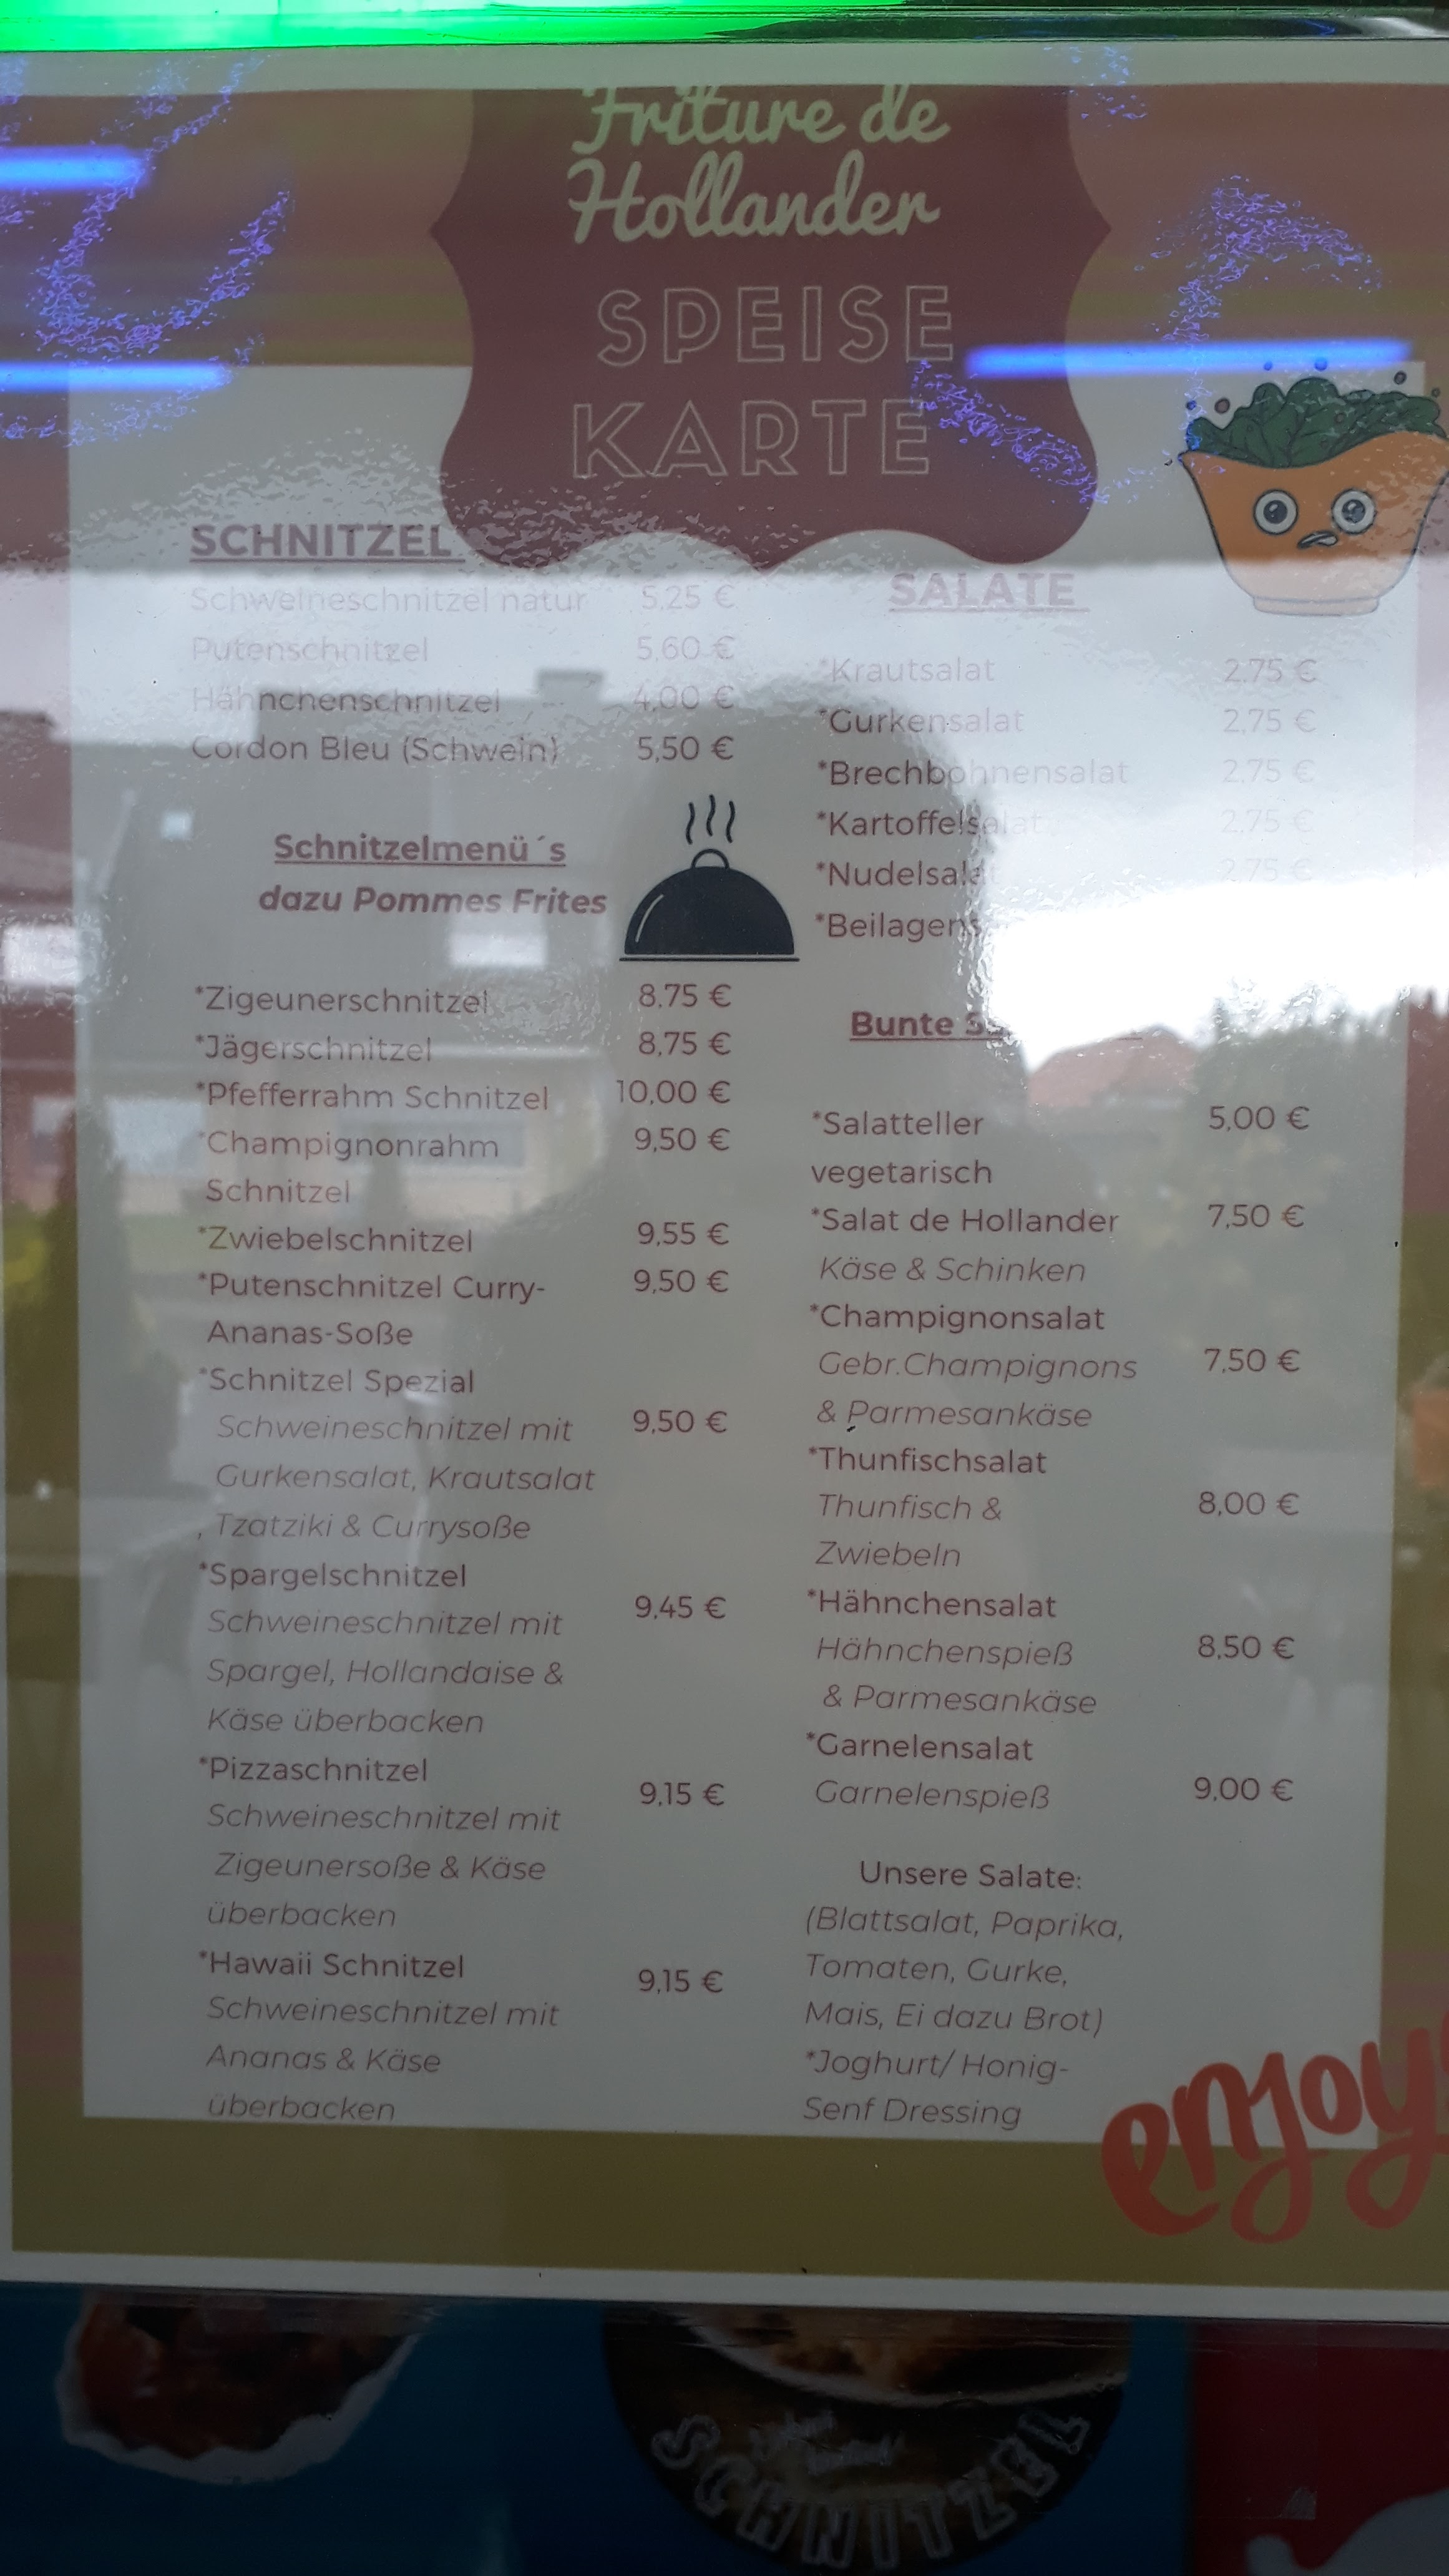 Friture de
Hollander
SPEISE
KARTE
SCHNITZEL
Schweineschnitzel natur 5,25 €
Putenschnitzel 5,60 €
Hähnchenschnitzel 4,00 €
Cordon Bleu (Schwein) 5,50 €
Schnitzelmenü´s
dazu Pommes Frites
*Zigeunerschnitzel 8.75 €
*Jägerschnitzel 8,75 €
*Pfefferrahm Schnitzel 10,00 €
*Champignonrahm 9,50 €
Schnitzel
*Zwiebelschnitzel 9,55 €
*Putenschnitzel Curry- 9,50 €
Ananas-Soße
*Schnitzel Spezial
Schweineschnitzel mit 9,50 €
Gurkensalat, Krautsalat
, Tzatziki & Currysoße
*Spargelschnitzel
Schweineschnitzel mit 9,45 €
Spargel, Hollandaise &
Käse überbacken
*Pizzaschnitzel
Schweineschnitzel mit 9,15 €
Zigeunersoße & Käse
überbacken
*Hawaii Schnitzel
Schweineschnitzel mit 9,15 €
Ananas & Käse
überbacken
SALATE
*Krautsalat 2,75 €
*Gurkensalat 2,75 €
*Brechbohnensalat 2,75 €
*Kartoffelsalat 2,75 €
*Nudelsalat 2,75 €
Bunte
*Salatteller 5,00 €
vegetarisch
*Salat de Hollander 7,50 €
Käse & Schinken
*Champignonsalat
Gebr.Champignons 7,50 €
& Parmesankäse
*Thunfischsalat
Thunfisch & 8,00 €
Zwiebeln
*Hähnchensalat
Hähnchenspieß 8,50 €
& Parmesankäse
*Garnelensalat
Garnelenspieß 9,00 €
Unsere Salate:
(Blattsalat, Paprika,
Tomaten, Gurke,
Mais, Ei dazu Brot)
*Joghurt/ Honig-
Senf Dressing
enjoy
SCHNITZEL